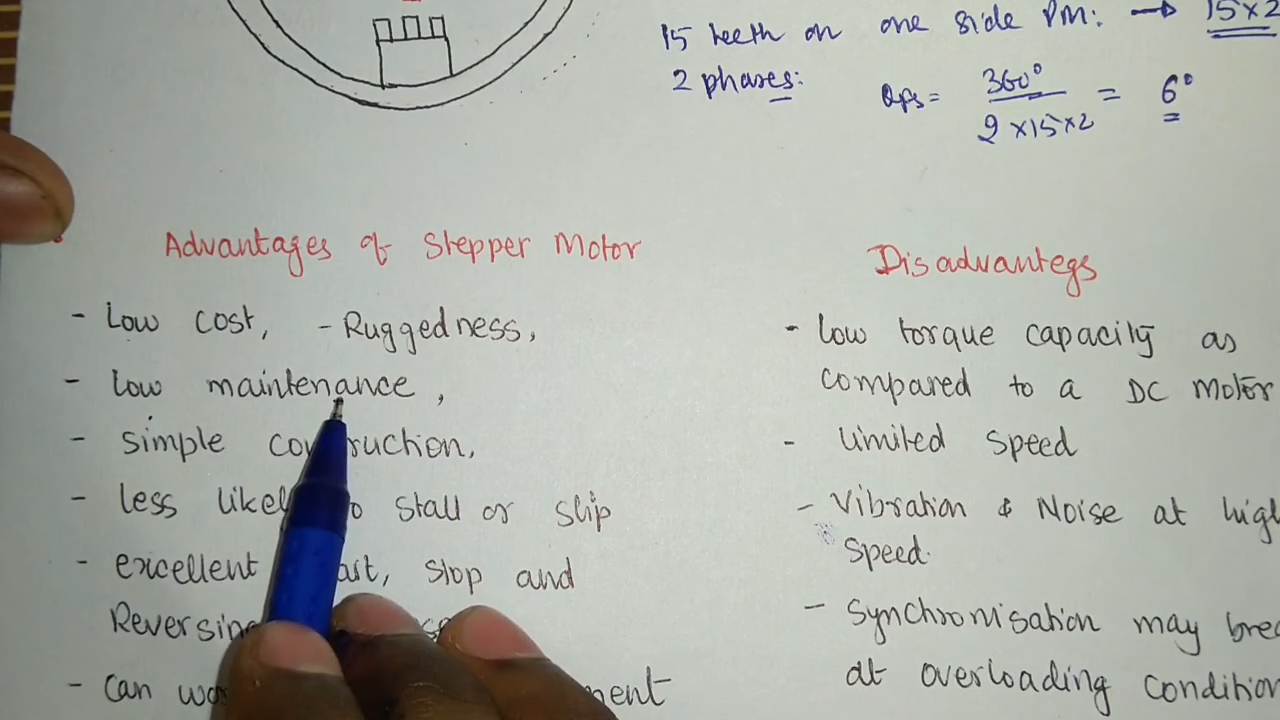 15 teeth on one side PM: → 15×2
2 phases:
θfs = 360° / 2×15×2 = 6°
Advantages of Stepper Motor
- Low cost, - Ruggedness,
- low maintenance,
- simple
- less stall or slip
- excellent stop and
- can
Disadvantegs
- low torque capacity as
compared to a DC Motor
- limited speed
- Vibration & Noise at
speed.
- Synchronisation may
at overloading